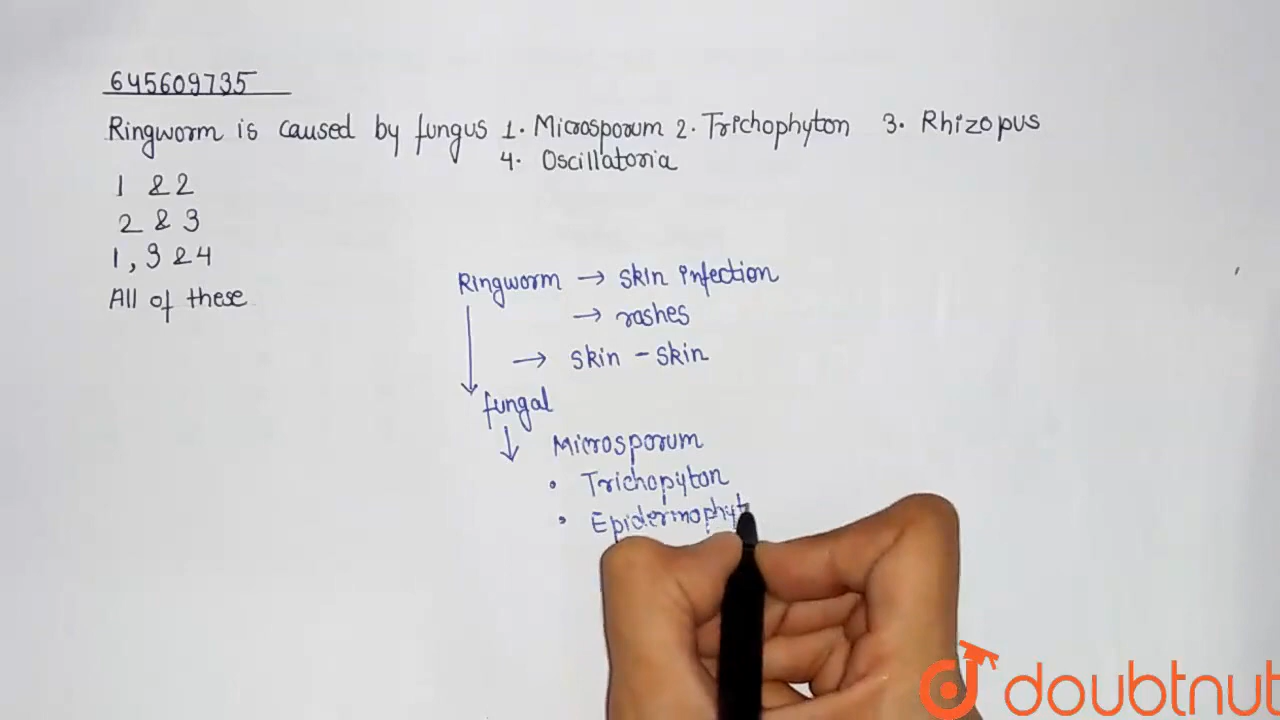 645609735
Ringworm is caused by fungus 1. Microsporum 2. Trichophyton 3. Rhizopus
4. Oscillatoria
1 & 2
2 & 3
1, 3 & 4
All of these
Ringworm → skin infection
→ rashes
→ skin - skin
fungal
Microsporum
• Trichopyton
• Epidermophyt
doubtnut